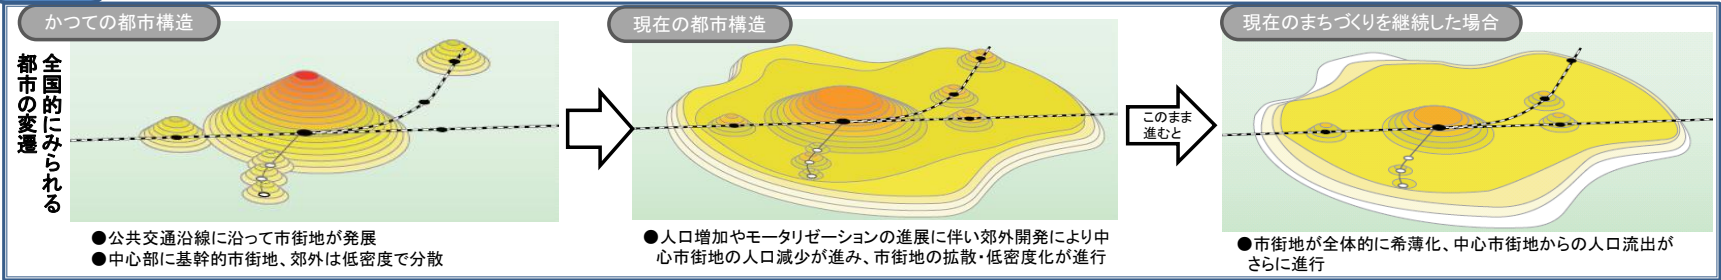 全国的にみられる
都市の変遷
かつての都市構造
●公共交通沿線に沿って市街地が発展
●中心部に基幹的市街地、郊外は低密度で分散
現在の都市構造
●人口増加やモータリゼーションの進展に伴い郊外開発により中
心市街地の人口減少が進み、市街地の拡散・低密度化が進行
このまま
進むと
現在のまちづくりを継続した場合
●市街地が全体的に希薄化、中心市街地からの人口流出が
さらに進行